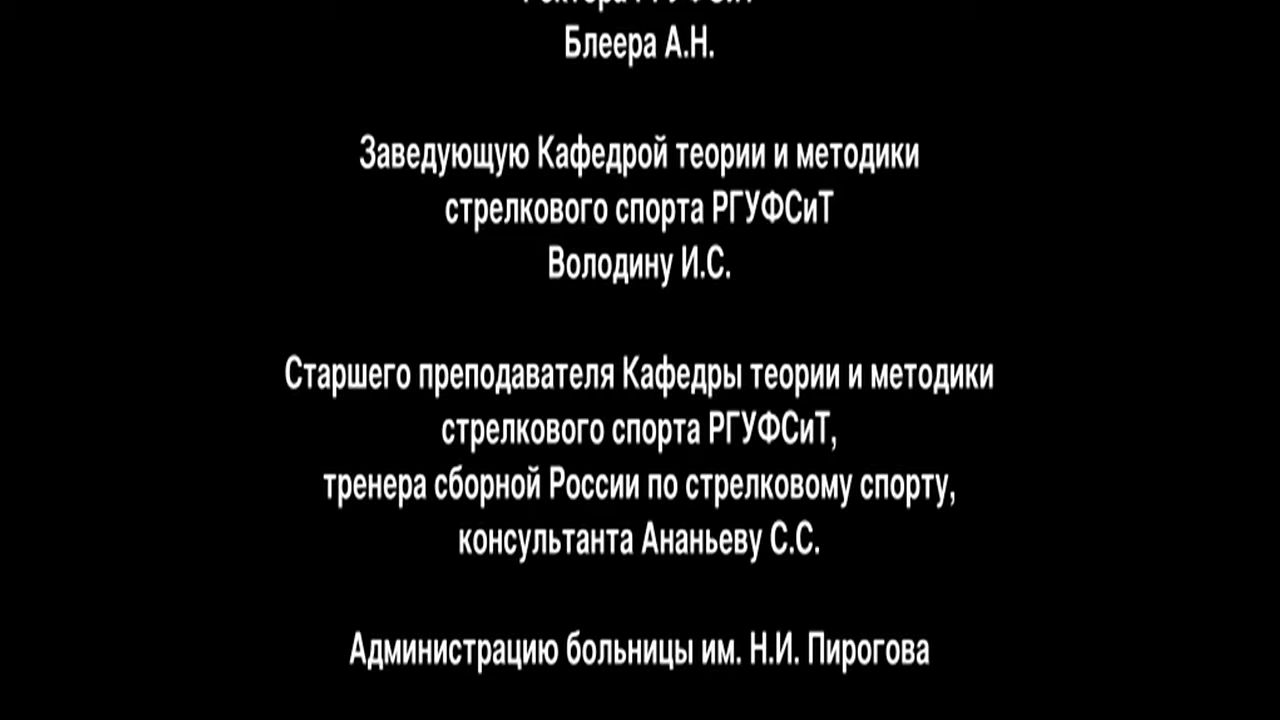 Блеера А.Н.
Заведующую Кафедрой теории и методики
стрелкового спорта РГУФСиТ
Володину И.С.
Старшего преподавателя Кафедры теории и методики
стрелкового спорта РГУФСиТ,
тренера сборной России по стрелковому спорту,
консультанта Ананьеву С.С.
Администрацию больницы им. Н.И. Пирогова